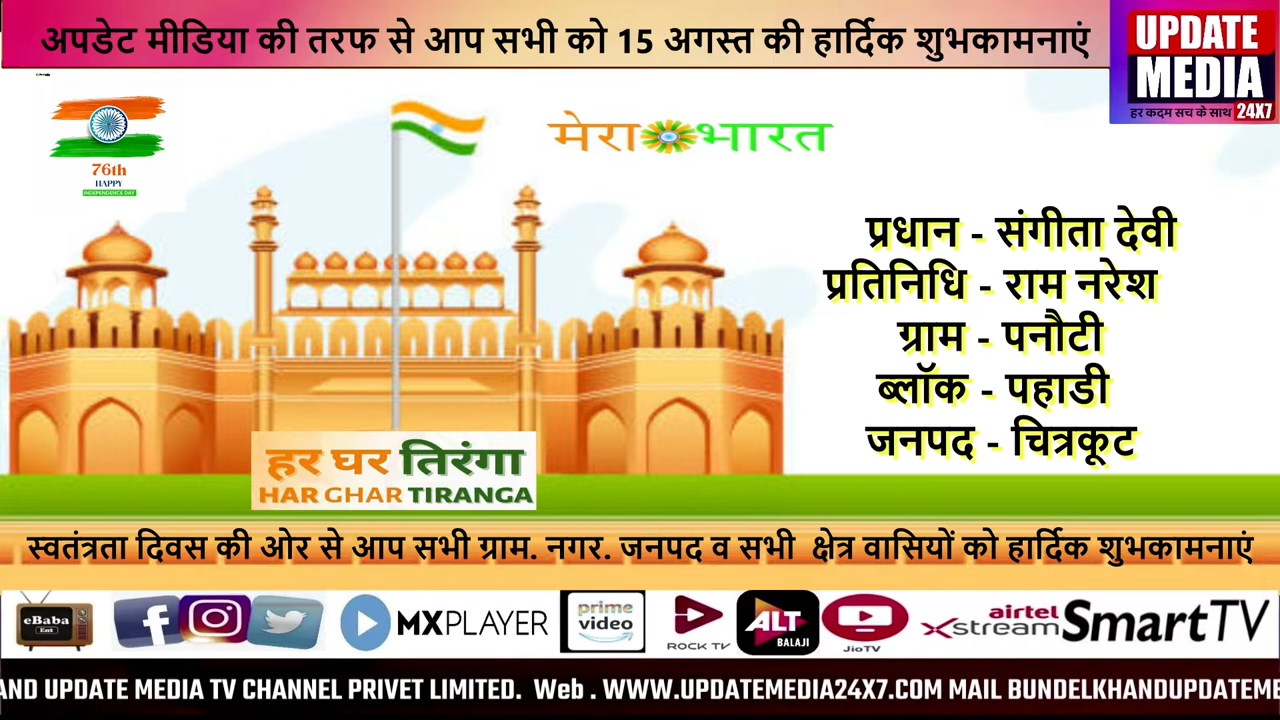 अपडेट मीडिया की तरफ से आप सभी को 15 अगस्त की हार्दिक शुभकामनाएं
UPDATE
MEDIA
हर कदम सच के साथ 24X7
76th
HAPPY
INDEPENDENCE DAY
मेरा भारत
प्रधान - संगीता देवी
प्रतिनिधि - राम नरेश
ग्राम - पनौटी
ब्लॉक - पहाडी
जनपद - चित्रकूट
हर घर तिरंगा
HAR GHAR TIRANGA
स्वतंत्रता दिवस की ओर से आप सभी ग्राम. नगर. जनपद व सभी क्षेत्र वासियों को हार्दिक शुभकामनाएं
eBaba
Ent
MXPLAYER
prime
video
ROCK TV
ALT
BALAJI
JioTV
airtel
xstream
SmartTV
AND UPDATE MEDIA TV CHANNEL PRIVET LIMITED. Web . WWW.UPDATEMEDIA24X7.COM MAIL BUNDELKHANDUPDATEME